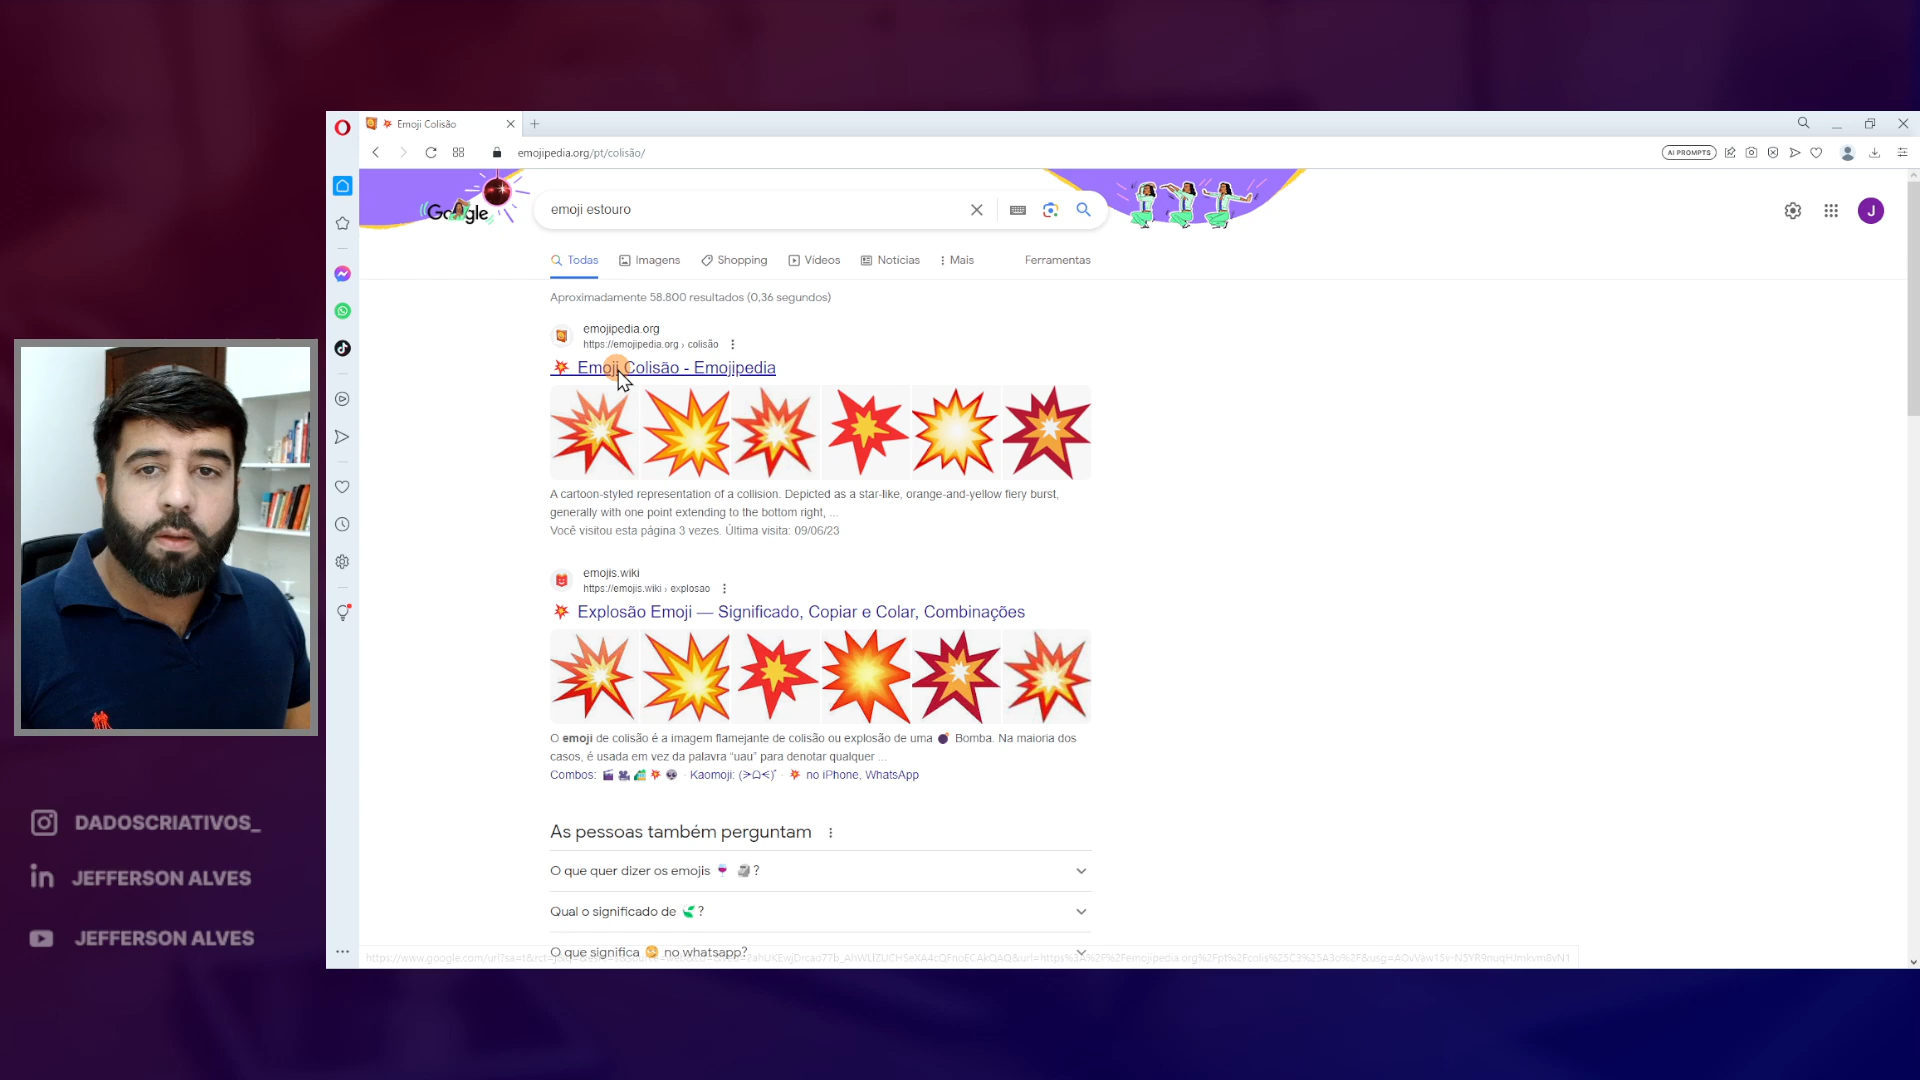 Emoji Colisão
emojipedia.org/pt/colisão/
AI PROMPTS
Google
emoji estouro
J
Todas
Imagens
Shopping
Vídeos
Notícias
Mais
Ferramentas
Aproximadamente 58.800 resultados (0,36 segundos)
emojipedia.org
https://emojipedia.org › colisão
💥 Emoji Colisão - Emojipedia
A cartoon-styled representation of a collision. Depicted as a star-like, orange-and-yellow fiery burst,
generally with one point extending to the bottom right, ...
Você visitou esta página 3 vezes. Última visita: 09/06/23
emojis.wiki
https://emojis.wiki › explosao
💥 Explosão Emoji — Significado, Copiar e Colar, Combinações
O emoji de colisão é a imagem flamejante de colisão ou explosão de uma 💣 Bomba. Na maioria dos
casos, é usada em vez da palavra “uau” para denotar qualquer ...
Combos: · Kaomoji: · 💥 no iPhone, WhatsApp
As pessoas também perguntam
O que quer dizer os emojis 🍷 🗿?
Qual o significado de ?
O que significa no whatsapp?
DADOSCRIATIVOS_
in JEFFERSON ALVES
JEFFERSON ALVES